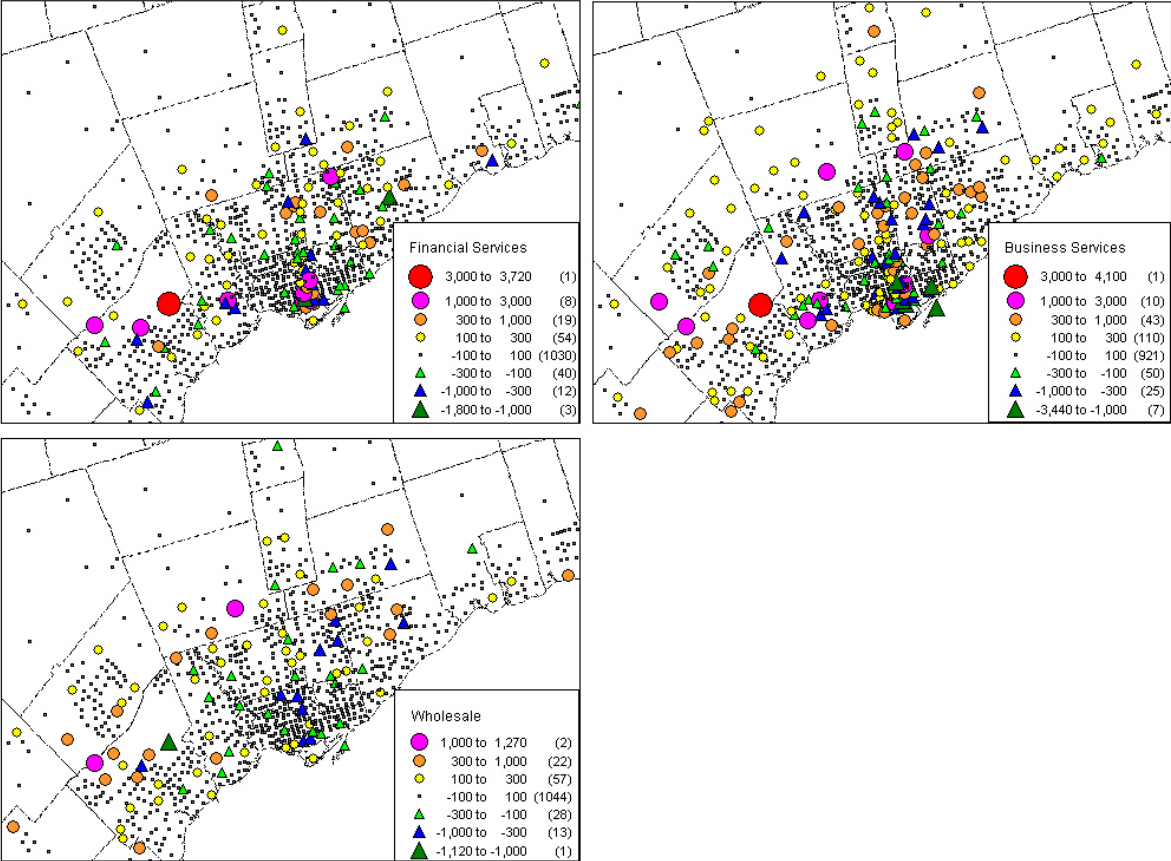 Financial Services
3,000 to 3,720 (1)
1,000 to 3,000 (8)
300 to 1,000 (19)
100 to 300 (54)
-100 to 100 (1030)
-300 to -100 (40)
-1,000 to -300 (12)
-1,800 to -1,000 (3)
Business Services
3,000 to 4,100 (1)
1,000 to 3,000 (10)
300 to 1,000 (43)
100 to 300 (110)
-100 to 100 (921)
-300 to -100 (50)
-1,000 to -300 (25)
-3,440 to -1,000 (7)
Wholesale
1,000 to 1,270 (2)
300 to 1,000 (22)
100 to 300 (57)
-100 to 100 (1044)
-300 to -100 (28)
-1,000 to -300 (13)
-1,120 to -1,000 (1)